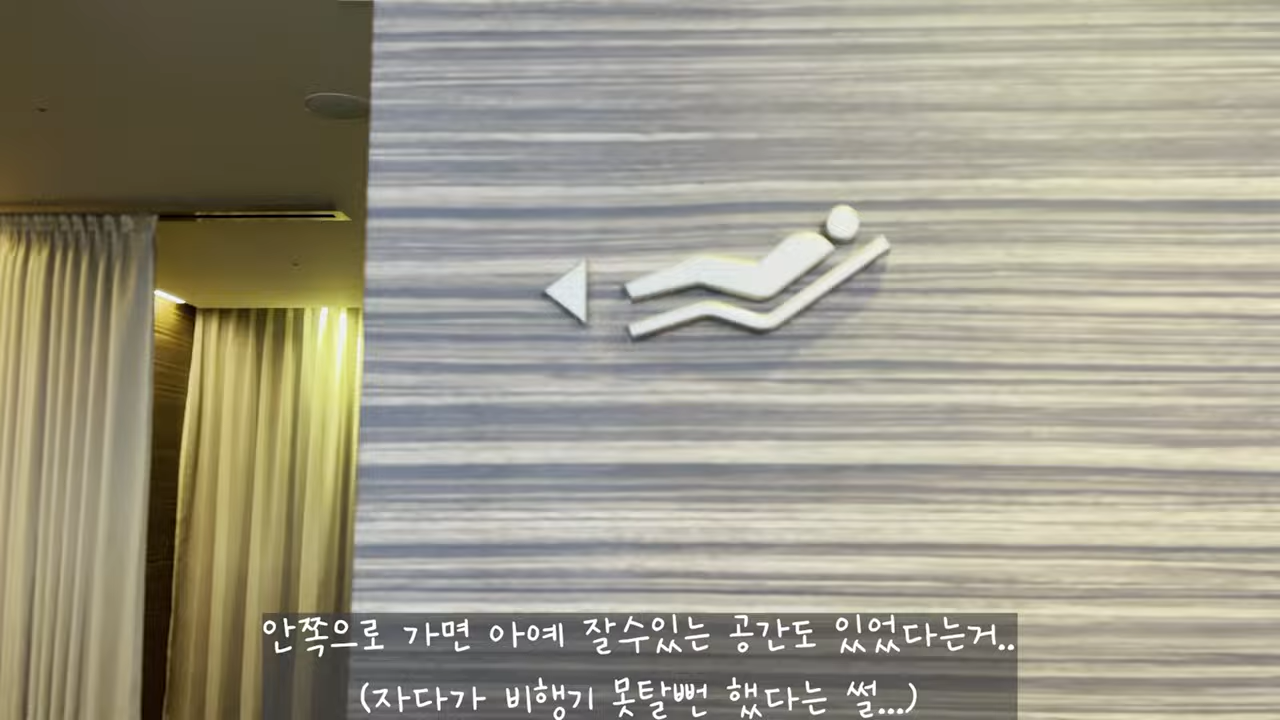 안쪽으로 가면 아예 잘수있는 공간도 있었다는거..
(자다가 비행기 못탈뻔 했다는 썰...)